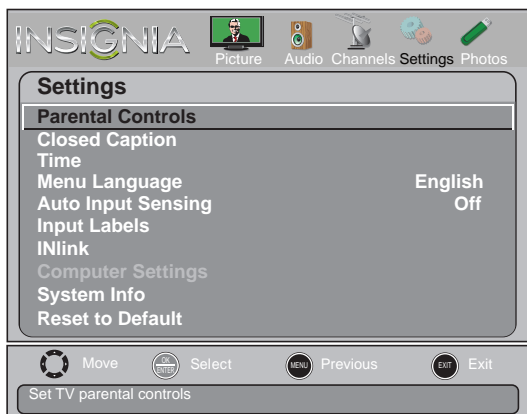 INSIGNIA
Picture Audio Channels Settings Photos
Settings
Parental Controls
Closed Caption
Time
Menu Language English
Auto Input Sensing Off
Input Labels
INlink
Computer Settings
System Info
Reset to Default
Move OK ENTER Select MENU Previous EXIT Exit
Set TV parental controls